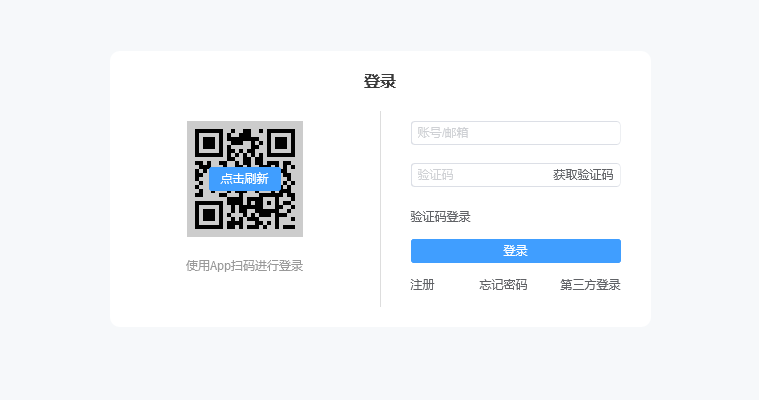 登录
点击刷新
使用App扫码进行登录
账号/邮箱
验证码 获取验证码
验证码登录
登录
注册 忘记密码 第三方登录